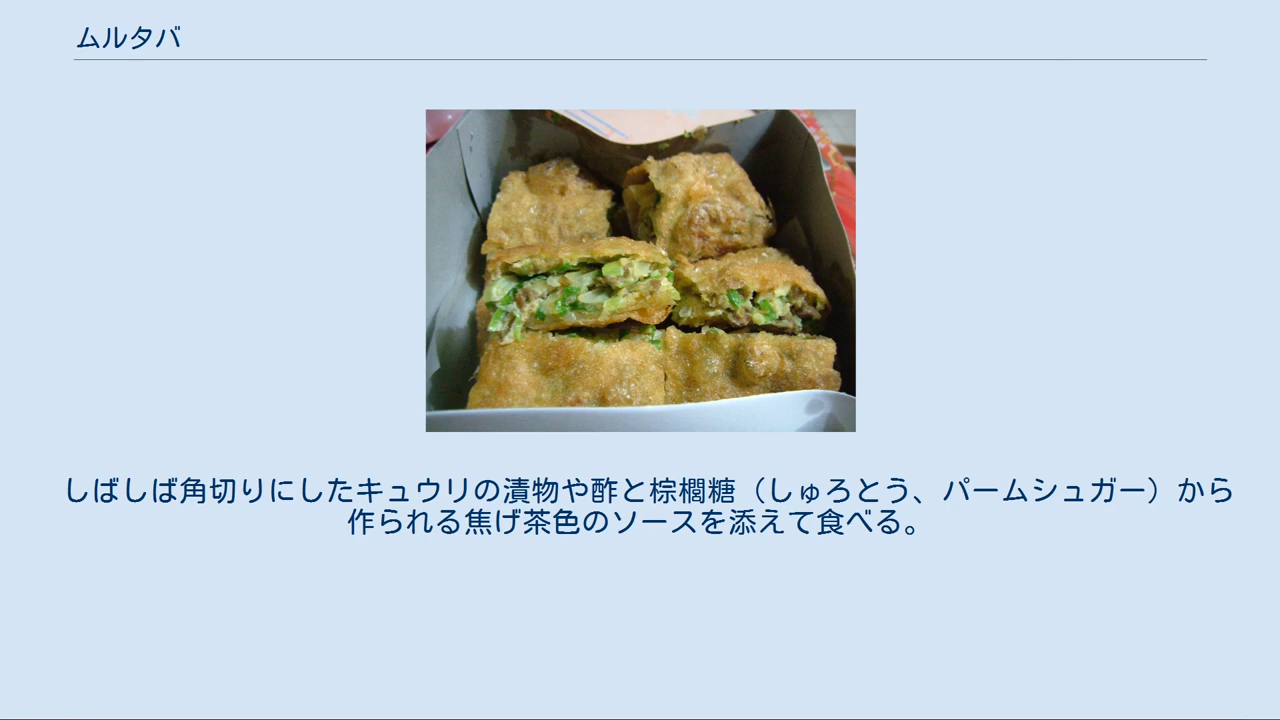 ムルタバ
しばしば角切りにしたキュウリの漬物や酢と棕櫚糖（しゅろとう、パームシュガー）から
作られる焦げ茶色のソースを添えて食べる。